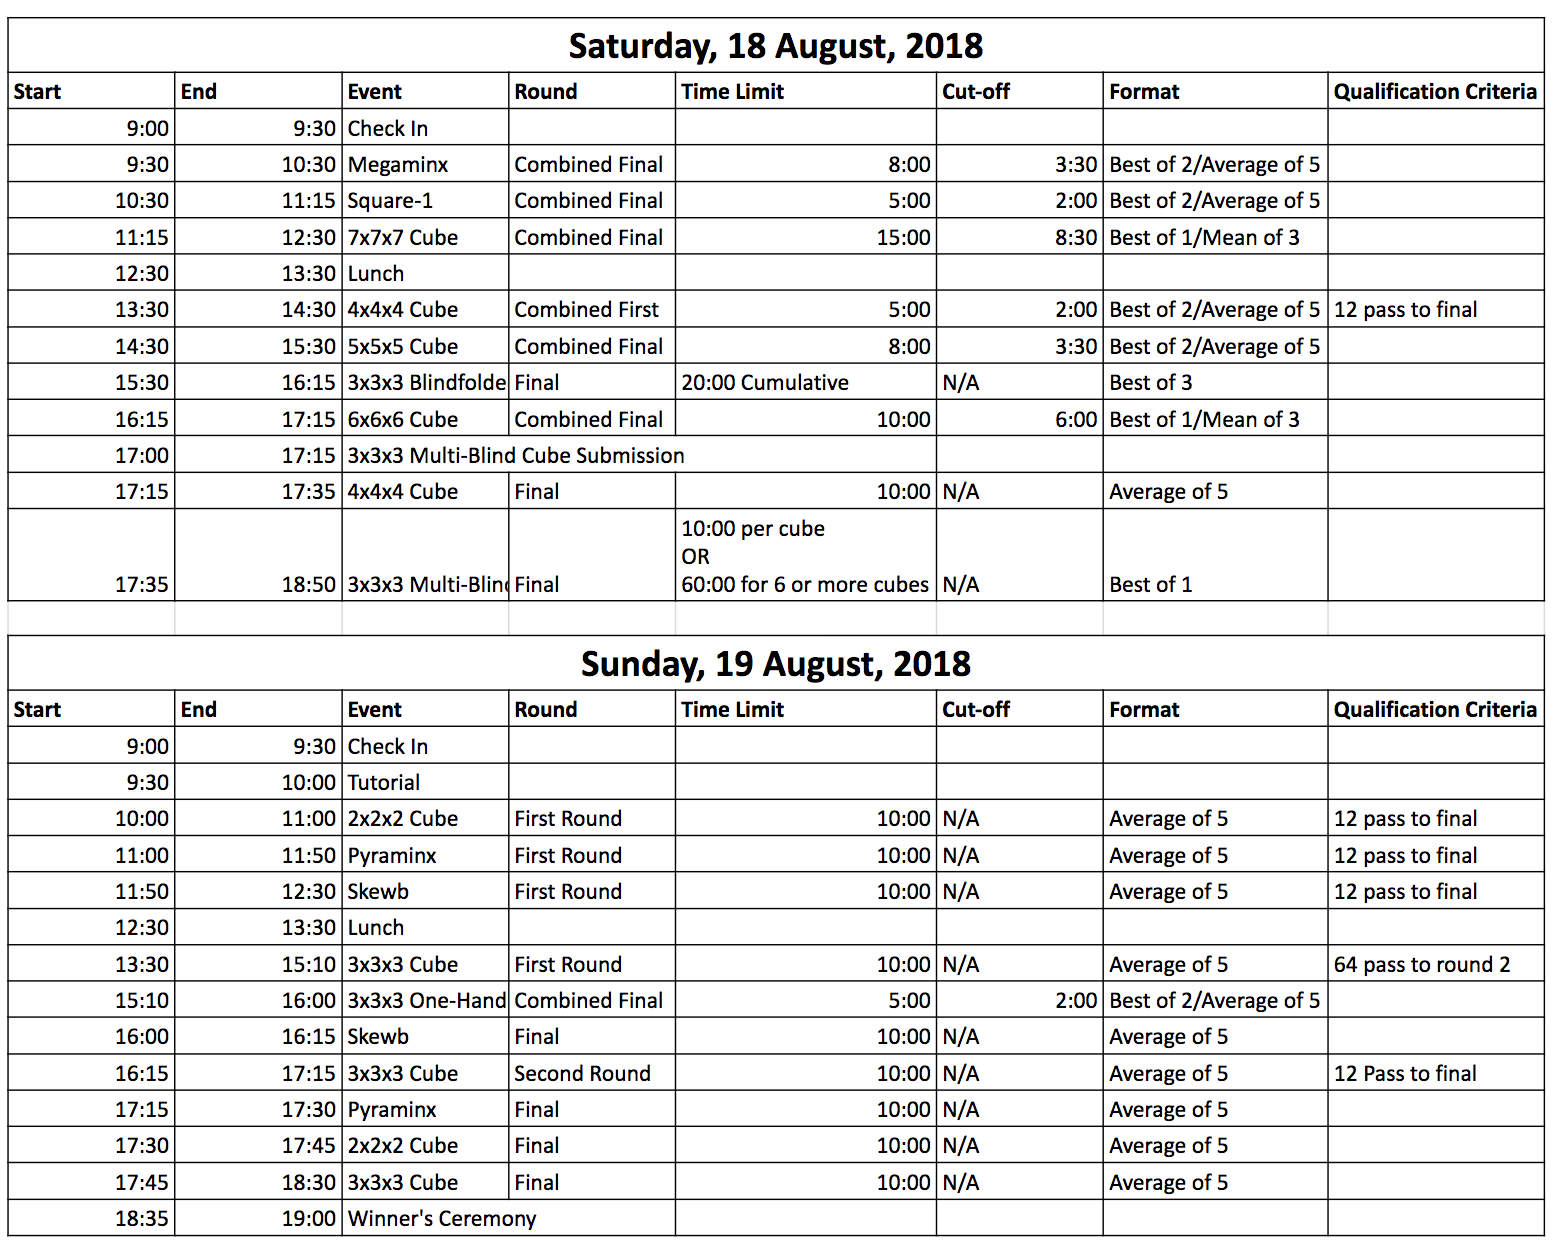 Saturday, 18 August, 2018
Start End Event Round Time Limit Cut-off Format Qualification Criteria
9:00 9:30 Check In
9:30 10:30 Megaminx Combined Final 8:00 3:30 Best of 2/Average of 5
10:30 11:15 Square-1 Combined Final 5:00 2:00 Best of 2/Average of 5
11:15 12:30 7x7x7 Cube Combined Final 15:00 8:30 Best of 1/Mean of 3
12:30 13:30 Lunch
13:30 14:30 4x4x4 Cube Combined First 5:00 2:00 Best of 2/Average of 5 12 pass to final
14:30 15:30 5x5x5 Cube Combined Final 8:00 3:30 Best of 2/Average of 5
15:30 16:15 3x3x3 Blindfolde Final 20:00 Cumulative N/A Best of 3
16:15 17:15 6x6x6 Cube Combined Final 10:00 6:00 Best of 1/Mean of 3
17:00 17:15 3x3x3 Multi-Blind Cube Submission
17:15 17:35 4x4x4 Cube Final 10:00 N/A Average of 5
10:00 per cube
OR
17:35 18:50 3x3x3 Multi-Blind Final 60:00 for 6 or more cubes N/A Best of 1
Sunday, 19 August, 2018
Start End Event Round Time Limit Cut-off Format Qualification Criteria
9:00 9:30 Check In
9:30 10:00 Tutorial
10:00 11:00 2x2x2 Cube First Round 10:00 N/A Average of 5 12 pass to final
11:00 11:50 Pyraminx First Round 10:00 N/A Average of 5 12 pass to final
11:50 12:30 Skewb First Round 10:00 N/A Average of 5 12 pass to final
12:30 13:30 Lunch
13:30 15:10 3x3x3 Cube First Round 10:00 N/A Average of 5 64 pass to round 2
15:10 16:00 3x3x3 One-Hand Combined Final 5:00 2:00 Best of 2/Average of 5
16:00 16:15 Skewb Final 10:00 N/A Average of 5
16:15 17:15 3x3x3 Cube Second Round 10:00 N/A Average of 5 12 Pass to final
17:15 17:30 Pyraminx Final 10:00 N/A Average of 5
17:30 17:45 2x2x2 Cube Final 10:00 N/A Average of 5
17:45 18:30 3x3x3 Cube Final 10:00 N/A Average of 5
18:35 19:00 Winner's Ceremony